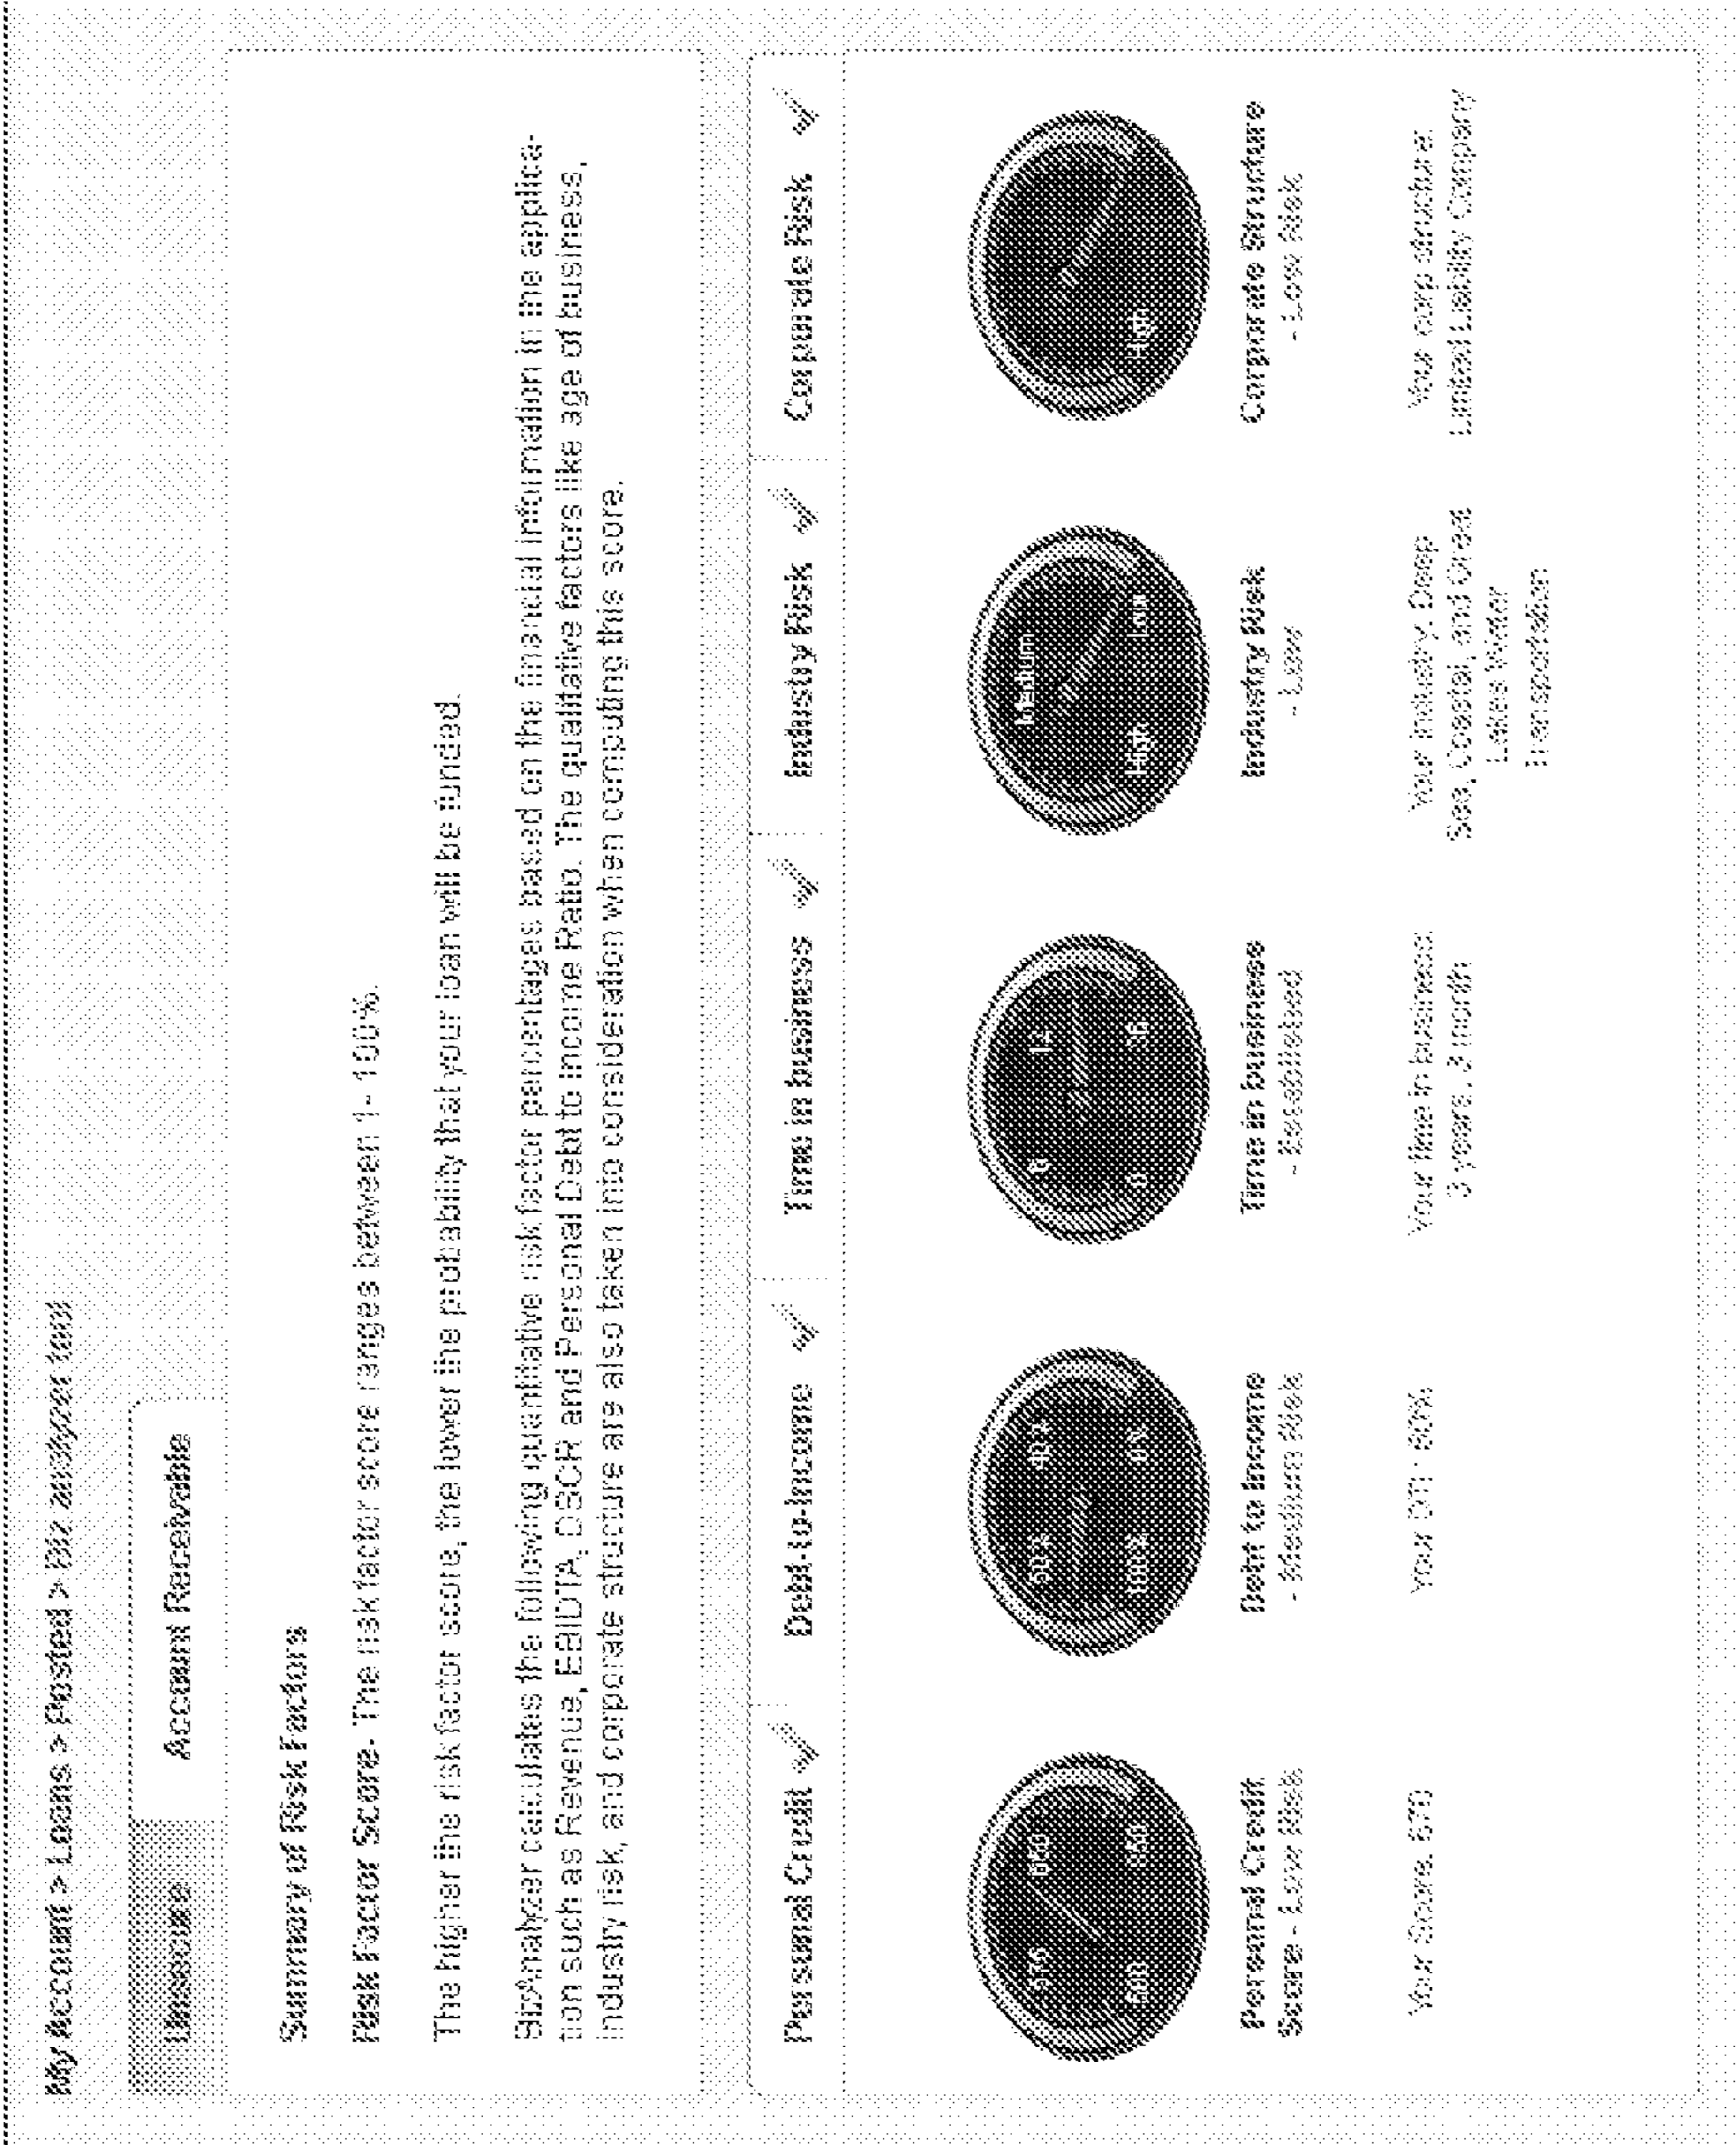 My Account > Loans > Posted > Biz analyzer tool
Unsecure Account Receivable
Summary of Risk Factors
Risk Factor Score- The risk factor score ranges between 1- 100%.
The higher the risk factor score, the lower the probability that your loan will be funded.
BizAnalyzer calculates the following quantitative risk factor percentages based on the financial information in the applica-
tion such as Revenue, EBIDTA, DSCR and Personal Debt to Income Ratio. The qualitative factors like age of business,
industry risk, and corporate structure are also taken into consideration when computing this score.
Personal Credit Debt-to-Income Time in business Industry Risk Corporate Risk
Medium
High Low
High
Personal Credit
Score - Low Risk
Debt to Income
- Medium Risk
Time in business
- Established
Industry Risk
- Low
Corporate Structure
- Low Risk
Your Score: 670
Your DTI : 60%
Your time in business:
3 years, 3 month
Your industry: Deep
Sea, Coastal, and Great
Lakes Water
Transportation
Your corp structure:
Limited Liability Company